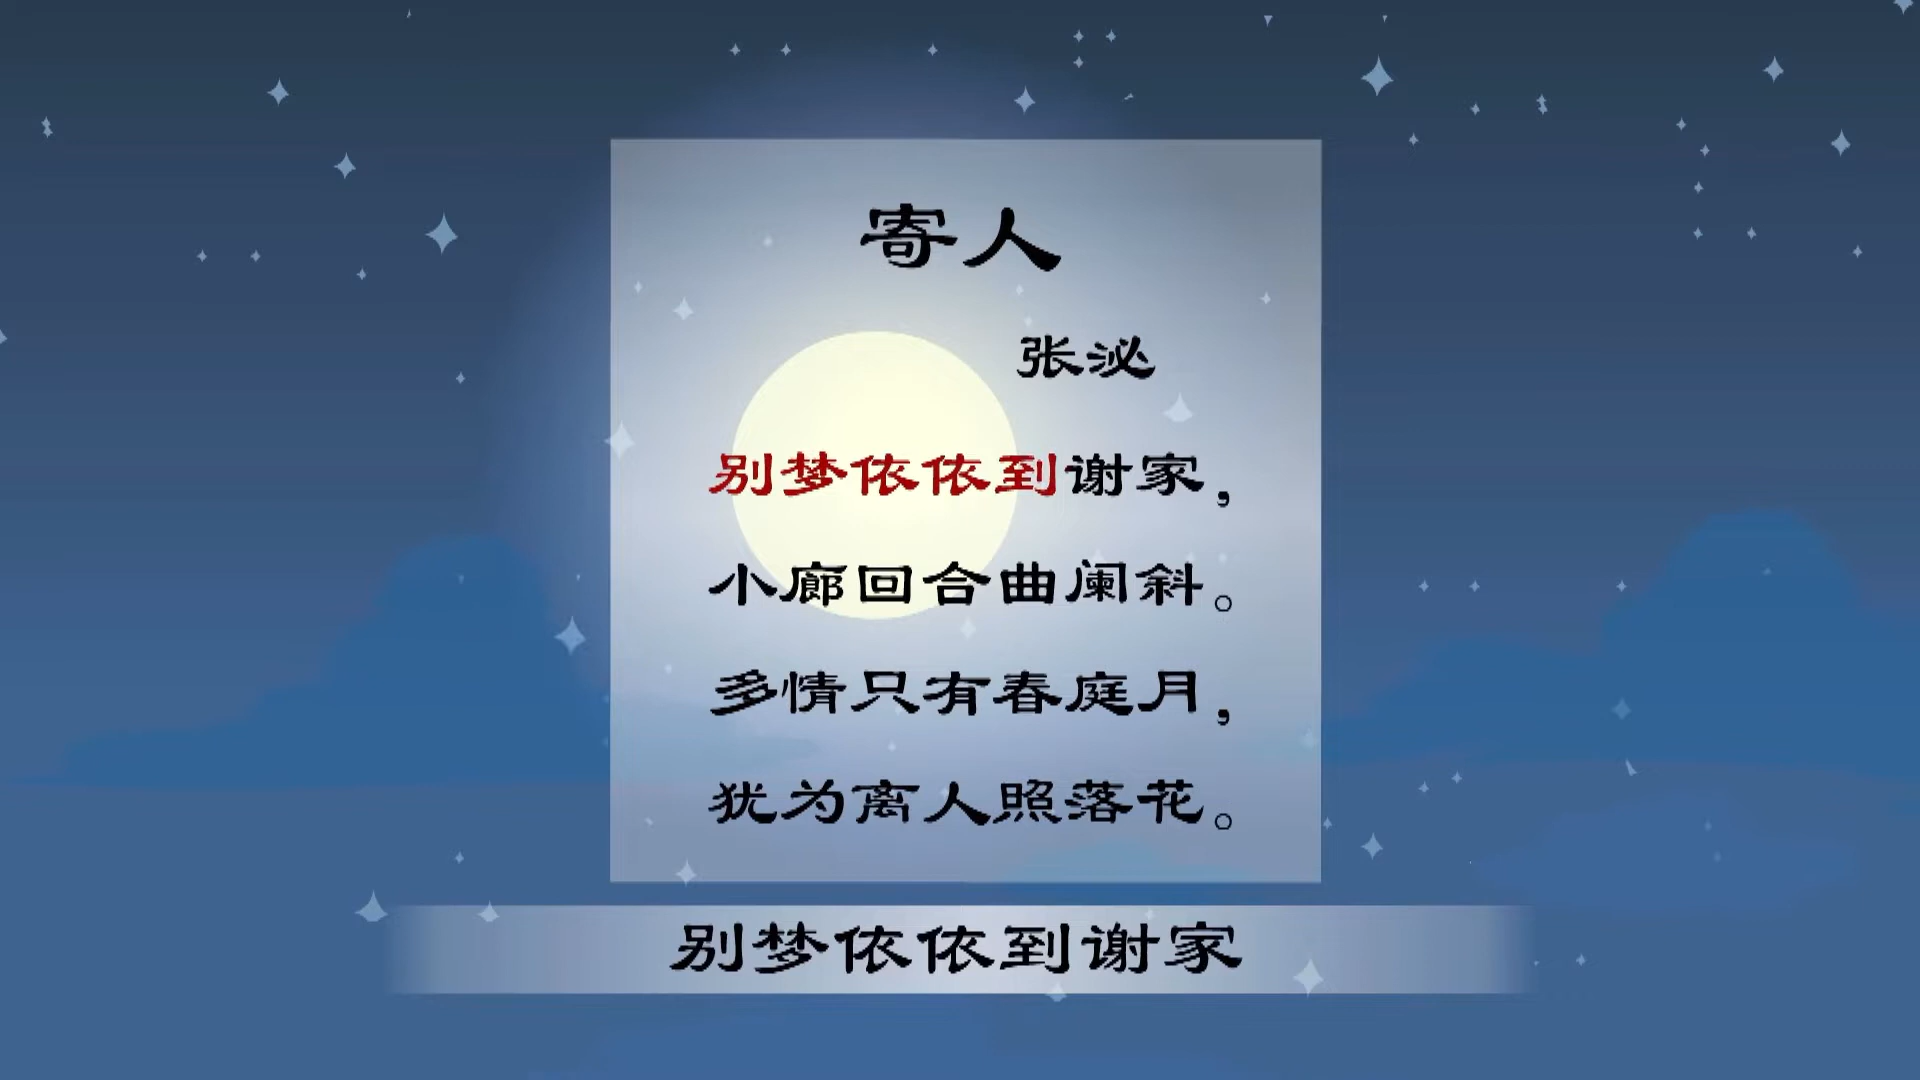 寄人
张泌
别梦依依到谢家，
小廊回合曲阑斜。
多情只有春庭月，
犹为离人照落花。
别梦依依到谢家